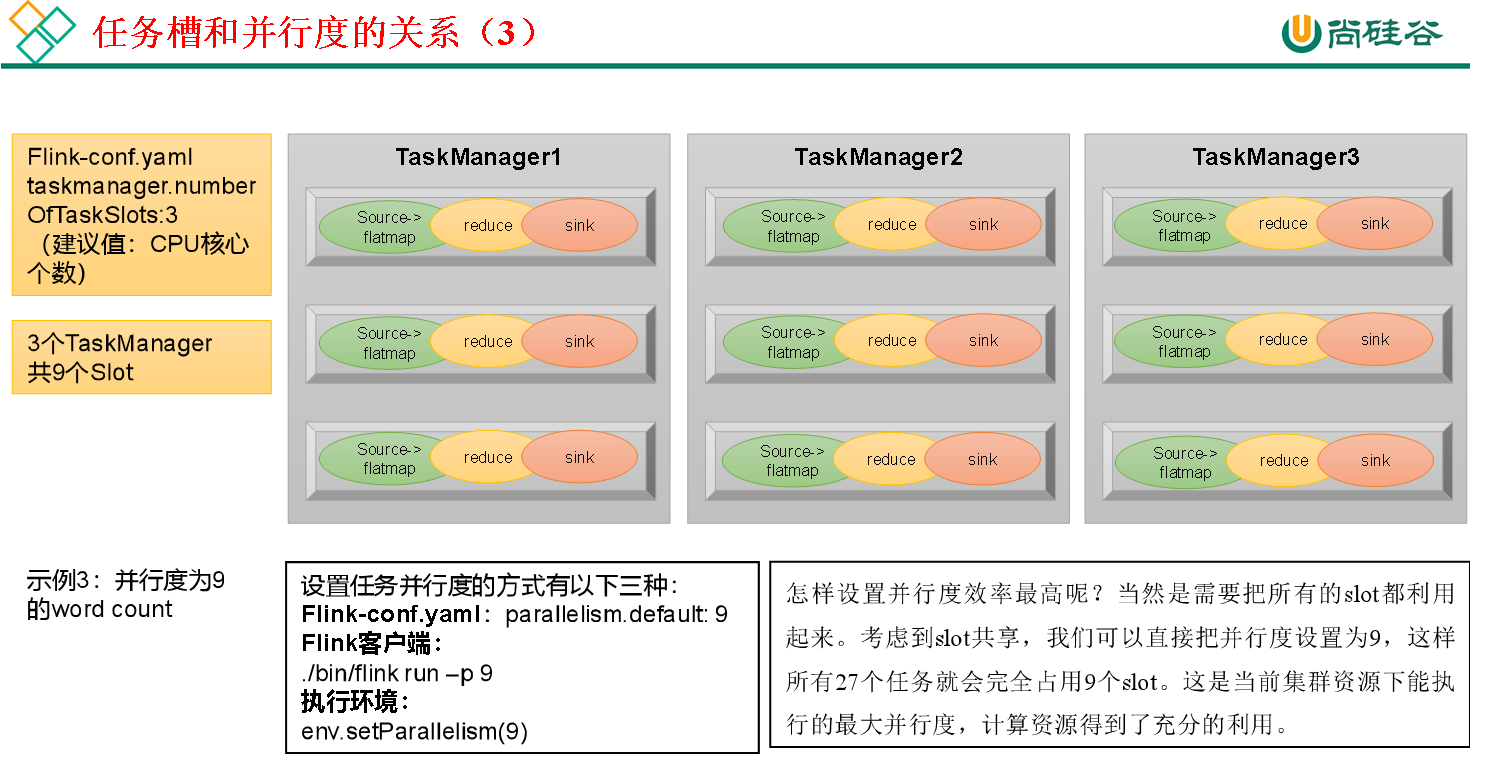 任务槽和并行度的关系（3）
尚硅谷
Flink-conf.yaml
taskmanager.number
OfTaskSlots:3
（建议值：CPU核心
个数）
3个TaskManager
共9个Slot
TaskManager1
Source->
flatmap
reduce
sink
Source->
flatmap
reduce
sink
Source->
flatmap
reduce
sink
TaskManager2
Source->
flatmap
reduce
sink
Source->
flatmap
reduce
sink
Source->
flatmap
reduce
sink
TaskManager3
Source->
flatmap
reduce
sink
Source->
flatmap
reduce
sink
Source->
flatmap
reduce
sink
示例3：并行度为9
的word count
设置任务并行度的方式有以下三种：
Flink-conf.yaml：parallelism.default: 9
Flink客户端：
./bin/flink run –p 9
执行环境：
env.setParallelism(9)
怎样设置并行度效率最高呢？当然是需要把所有的slot都利用
起来。考虑到slot共享，我们可以直接把并行度设置为9，这样
所有27个任务就会完全占用9个slot。这是当前集群资源下能执
行的最大并行度，计算资源得到了充分的利用。